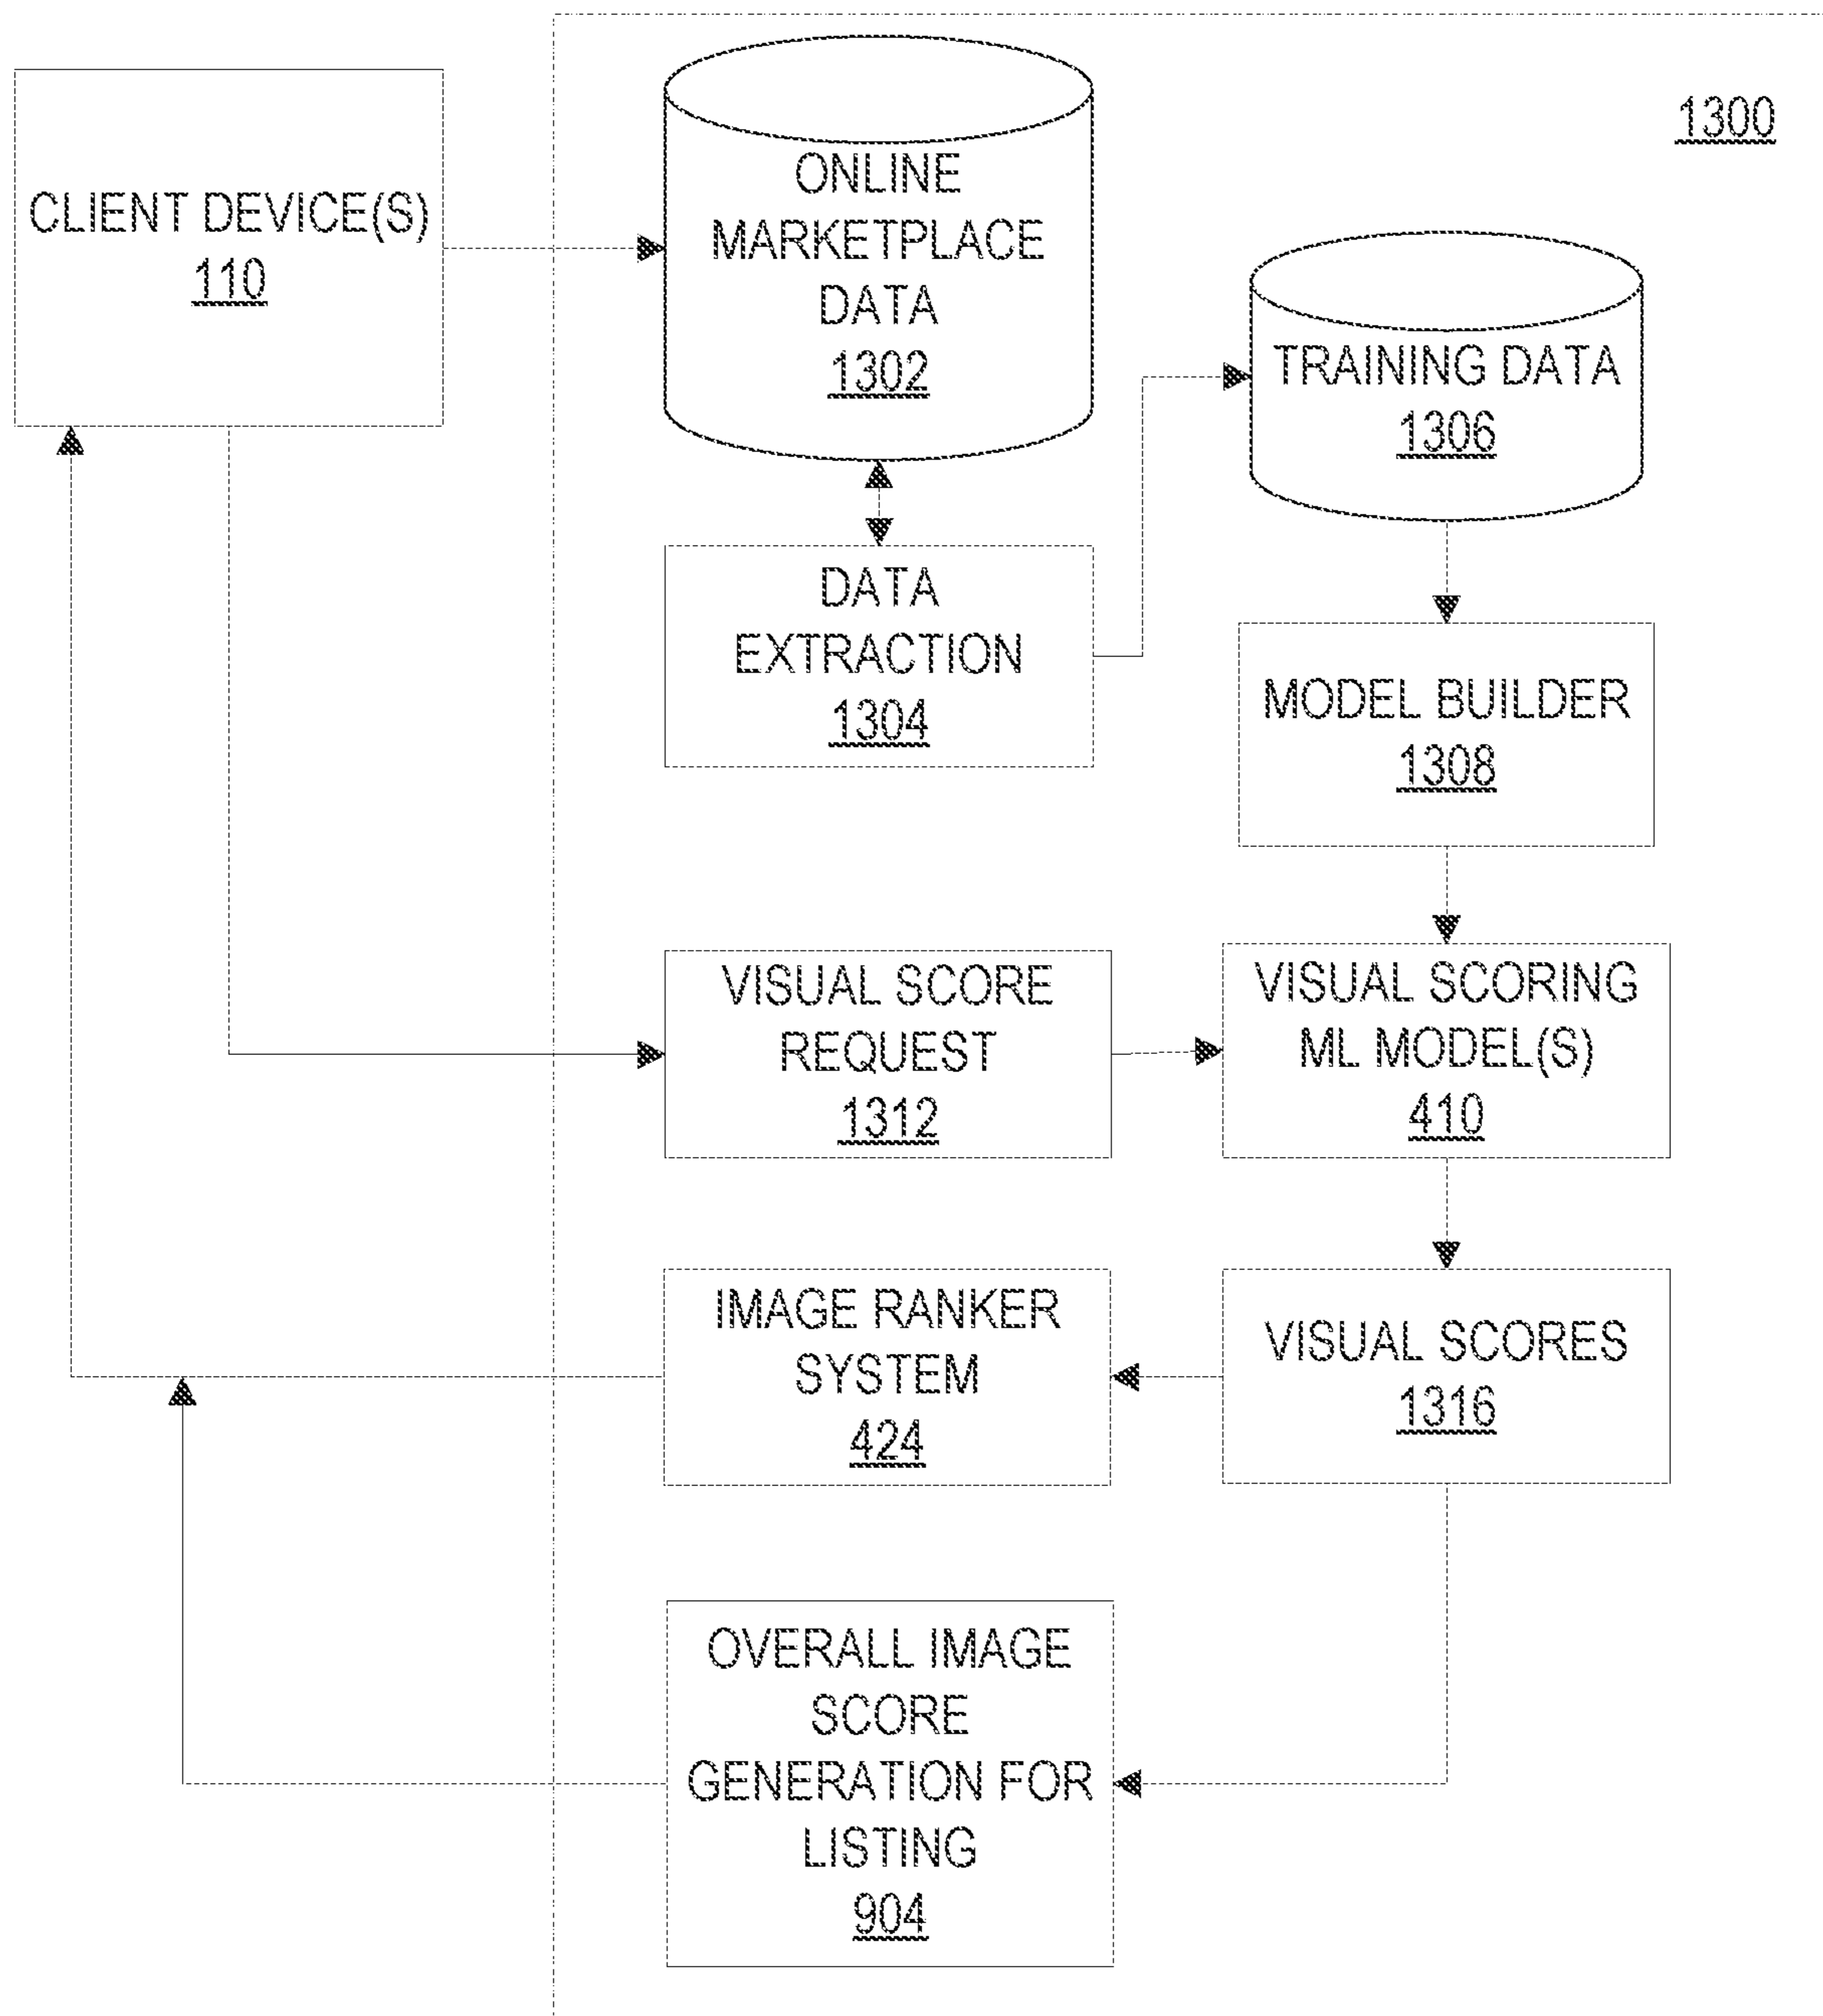 1300
CLIENT DEVICE(S)
110
ONLINE
MARKETPLACE
DATA
1302
TRAINING DATA
1306
DATA
EXTRACTION
1304
MODEL BUILDER
1308
VISUAL SCORE
REQUEST
1312
VISUAL SCORING
ML MODEL(S)
410
IMAGE RANKER
SYSTEM
424
VISUAL SCORES
1316
OVERALL IMAGE
SCORE
GENERATION FOR
LISTING
904